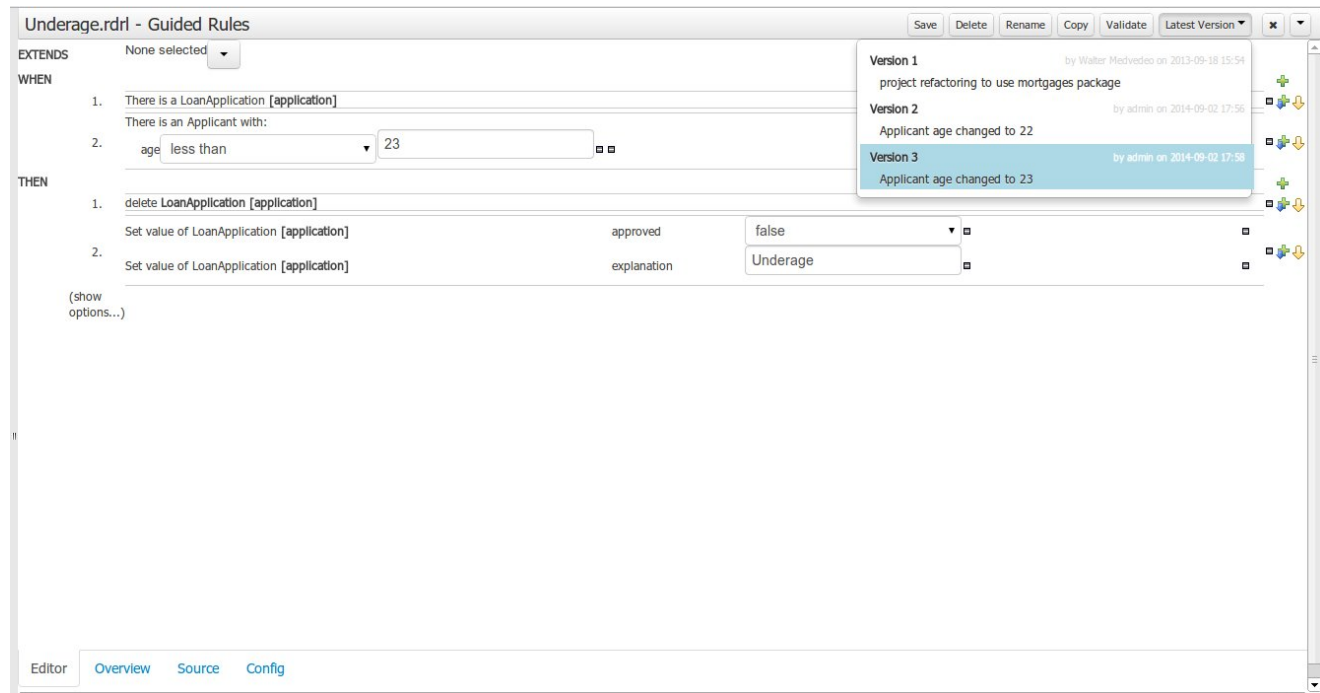 Underage.rdrl - Guided Rules
Save Delete Rename Copy Validate Latest Version
EXTENDS None selected
WHEN
1. There is a LoanApplication [application]
There is an Applicant with:
2. age less than 23
THEN
1. delete LoanApplication [application]
Set value of LoanApplication [application] approved false
2.
Set value of LoanApplication [application] explanation Underage
(show
options...)
Version 1 by Walter Medvedeo on 2013-09-18 15:54
project refactoring to use mortgages package
Version 2 by admin on 2014-09-02 17:56
Applicant age changed to 22
Version 3 by admin on 2014-09-02 17:58
Applicant age changed to 23
Editor Overview Source Config